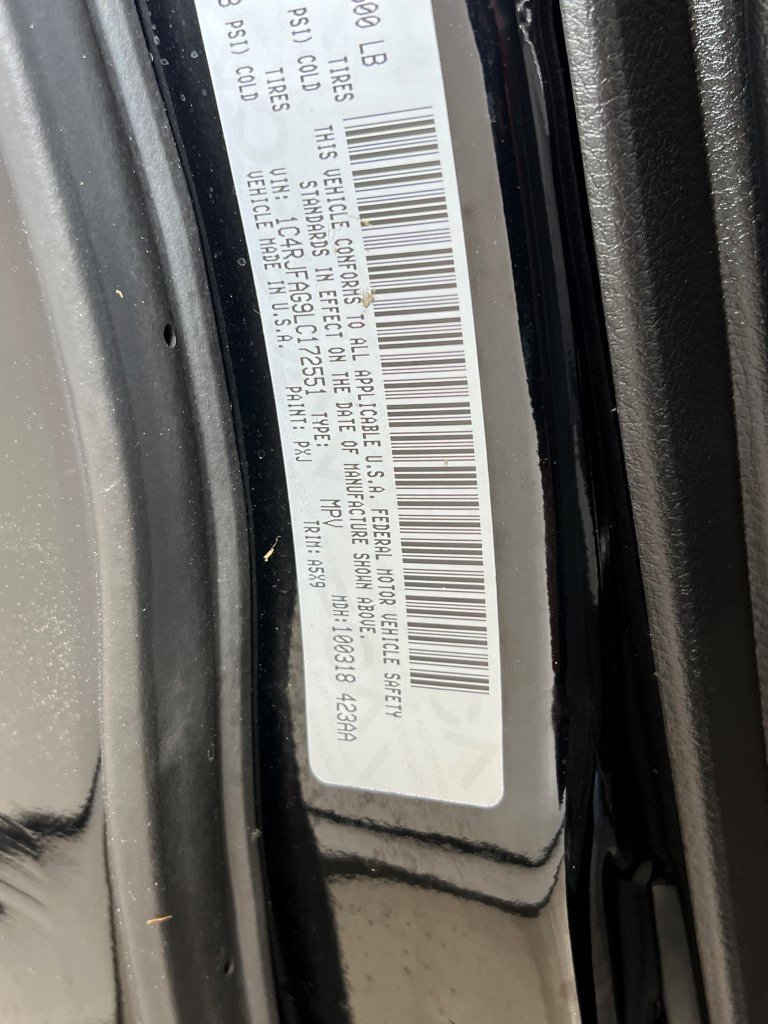 600 LB
TIRES
PSI) COLD
TIRES
PSI) COLD
THIS VEHICLE CONFORMS TO ALL APPLICABLE U.S.A. FEDERAL MOTOR VEHICLE SAFETY
STANDARDS IN EFFECT ON THE DATE OF MANUFACTURE SHOWN ABOVE.
VIN: 1C4RJFAG9LC172551 TYPE: MPV MDH:100318 423AA
VEHICLE MADE IN U.S.A. PAINT: PXJ TRIM: A5X9